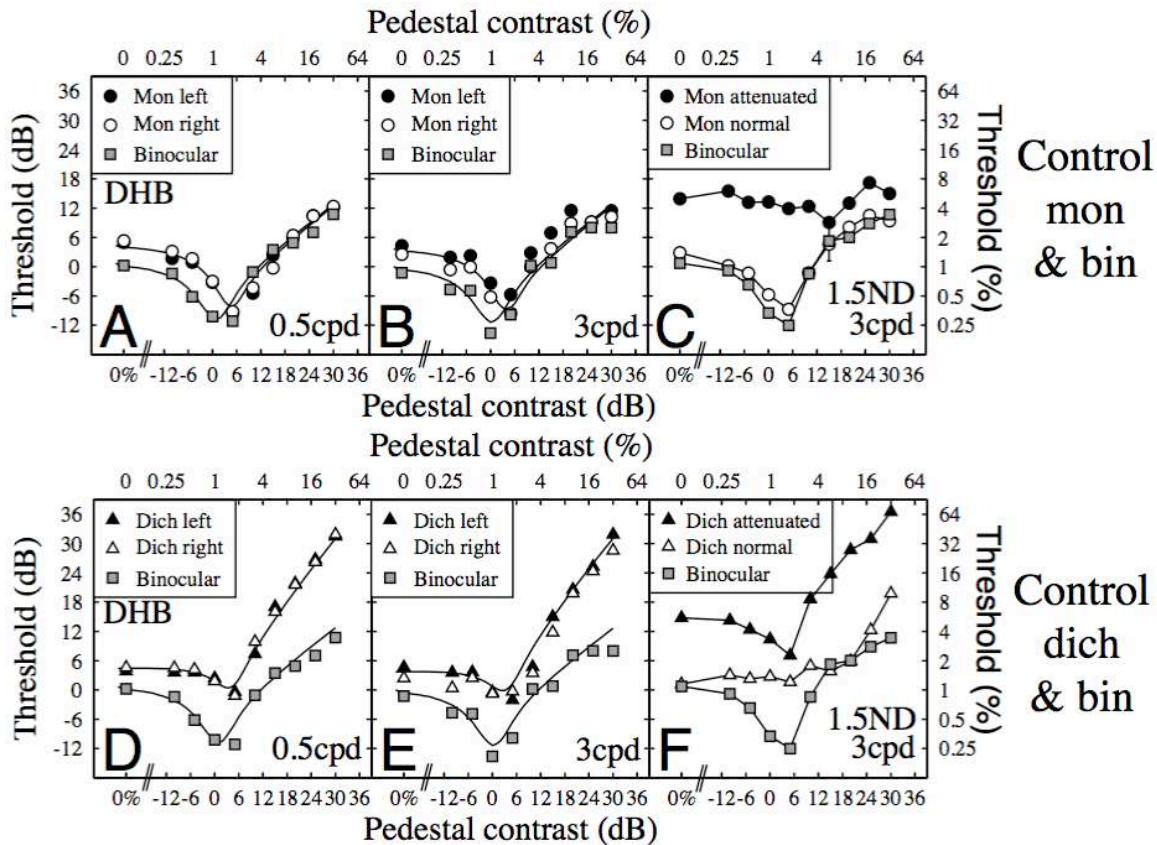 Pedestal contrast (%)
0 0.25 1 4 16 64 0 0.25 1 4 16 64 0 0.25 1 4 16 64
36 30 24 18 12 6 0 -6 -12
Threshold (dB)
Mon left
Mon right
Binocular
DHB
A
0.5cpd
Mon left
Mon right
Binocular
B
3cpd
Mon attenuated
Mon normal
Binocular
C
1.5ND
3cpd
64 32 16 8 4 2 1 0.5 0.25
Threshold (%)
Control
mon
& bin
0% -12 -6 0 6 12 18 24 30 36 0% -12 -6 0 6 12 18 24 30 36 0% -12 -6 0 6 12 18 24 30 36
Pedestal contrast (dB)
Pedestal contrast (%)
0 0.25 1 4 16 64 0 0.25 1 4 16 64 0 0.25 1 4 16 64
36 30 24 18 12 6 0 -6 -12
Threshold (dB)
Dich left
Dich right
Binocular
DHB
D
0.5cpd
Dich left
Dich right
Binocular
E
3cpd
Dich attenuated
Dich normal
Binocular
F
1.5ND
3cpd
64 32 16 8 4 2 1 0.5 0.25
Threshold (%)
Control
dich
& bin
0% -12 -6 0 6 12 18 24 30 36 0% -12 -6 0 6 12 18 24 30 36 0% -12 -6 0 6 12 18 24 30 36
Pedestal contrast (dB)